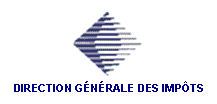 DIRECTION GÉNÉRALE DES IMPÔTS